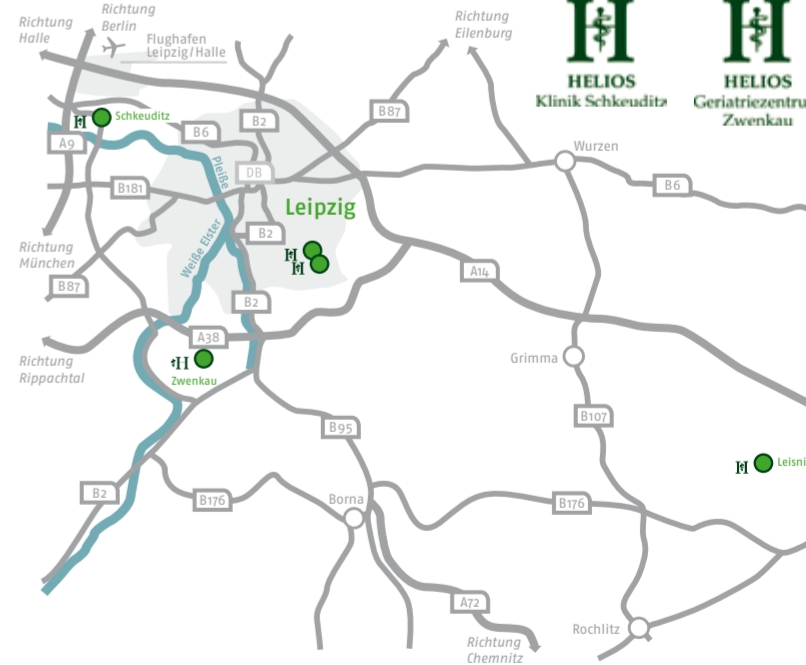 Richtung
Berlin
Richtung
Halle
Flughafen
Leipzig/Halle
Richtung
Eilenburg
H
HELIOS
Klinik Schkeuditz
H
HELIOS
Geriatriezentru
Zwenkau
H
Schkeuditz
B87
B2
B6
A9
Wurzen
Pleiße
DB
B181
B6
Leipzig
Weiße Elster
B2
Richtung
München
H
H
A14
B87
B2
A38
Richtung
Rippachtal
H
Zwenkau
Grimma
B107
B95
H
Leisni
B2
B176
Borna
B176
A72
Rochlitz
Richtung
Chemnitz